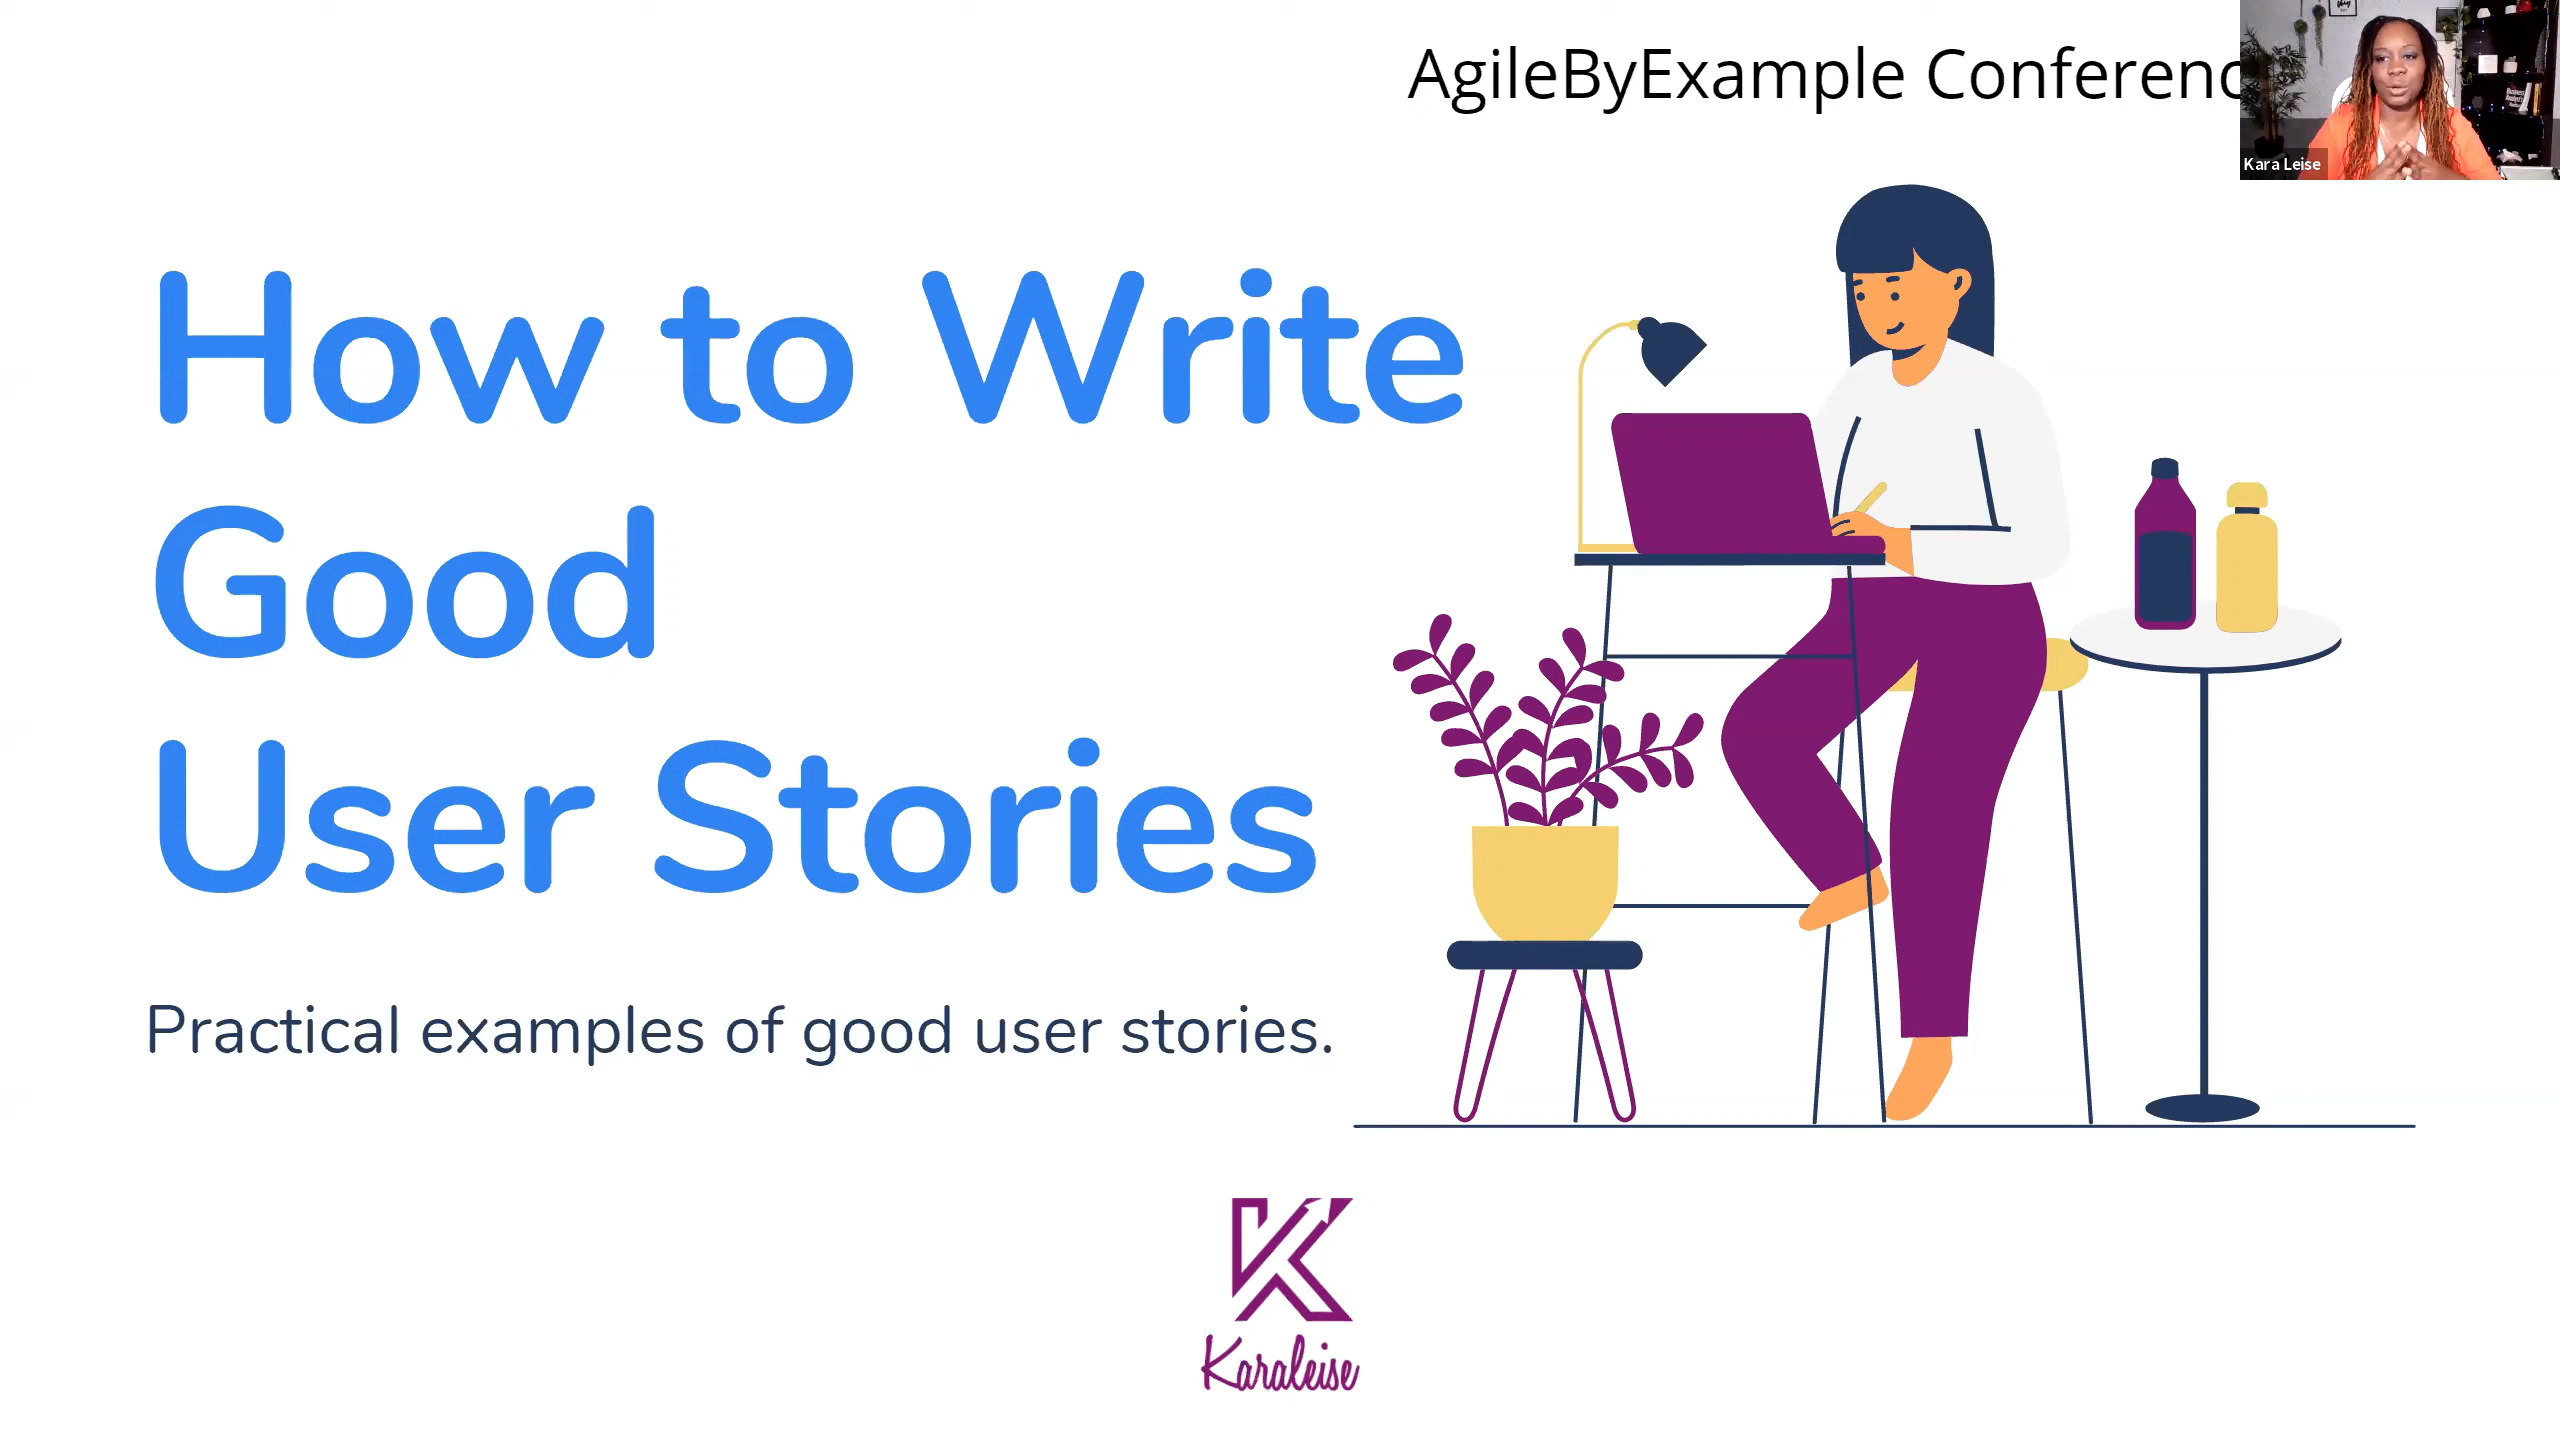 AgileByExample Conferenc
Kara Leise
How to Write
Good
User Stories
Practical examples of good user stories.
K
Karaleise